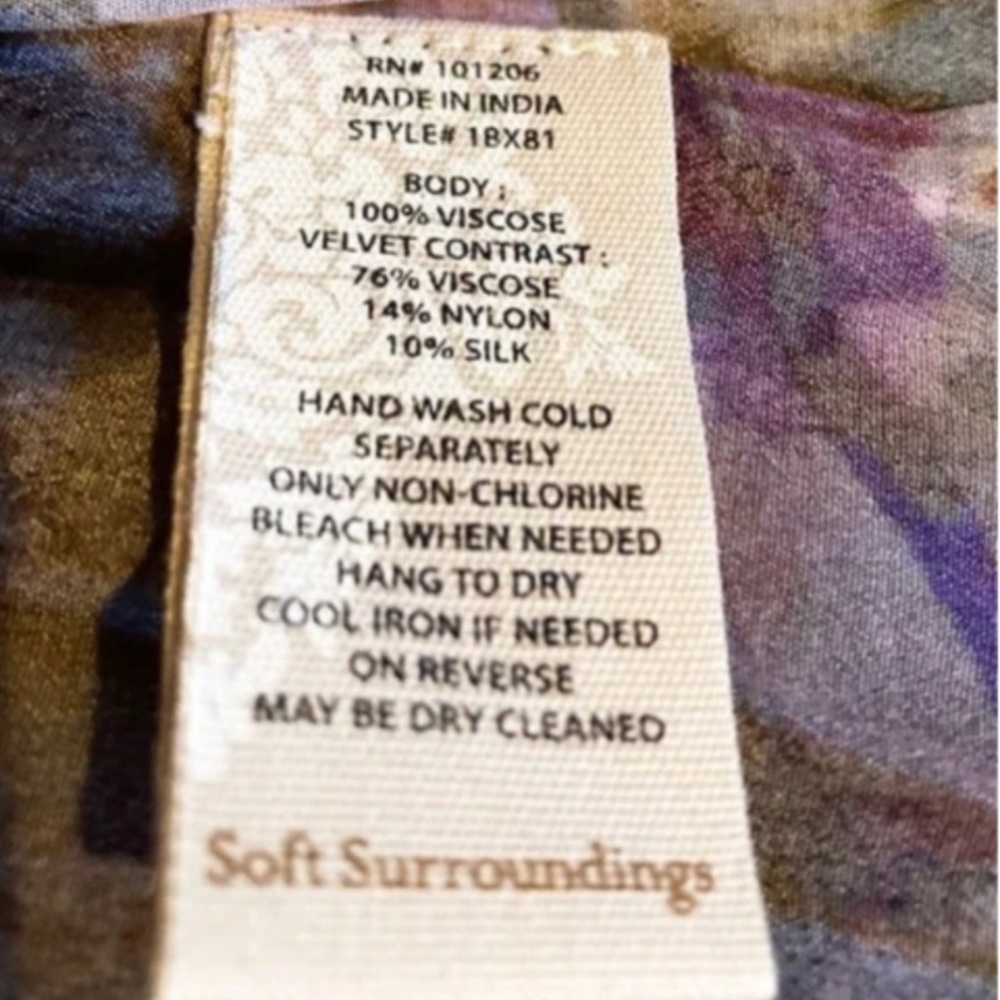 RN# 101206
MADE IN INDIA
STYLE# 1BX81
BODY :
100% VISCOSE
VELVET CONTRAST :
76% VISCOSE
14% NYLON
10% SILK
HAND WASH COLD
SEPARATELY
ONLY NON-CHLORINE
BLEACH WHEN NEEDED
HANG TO DRY
COOL IRON IF NEEDED
ON REVERSE
MAY BE DRY CLEANED
Soft Surroundings